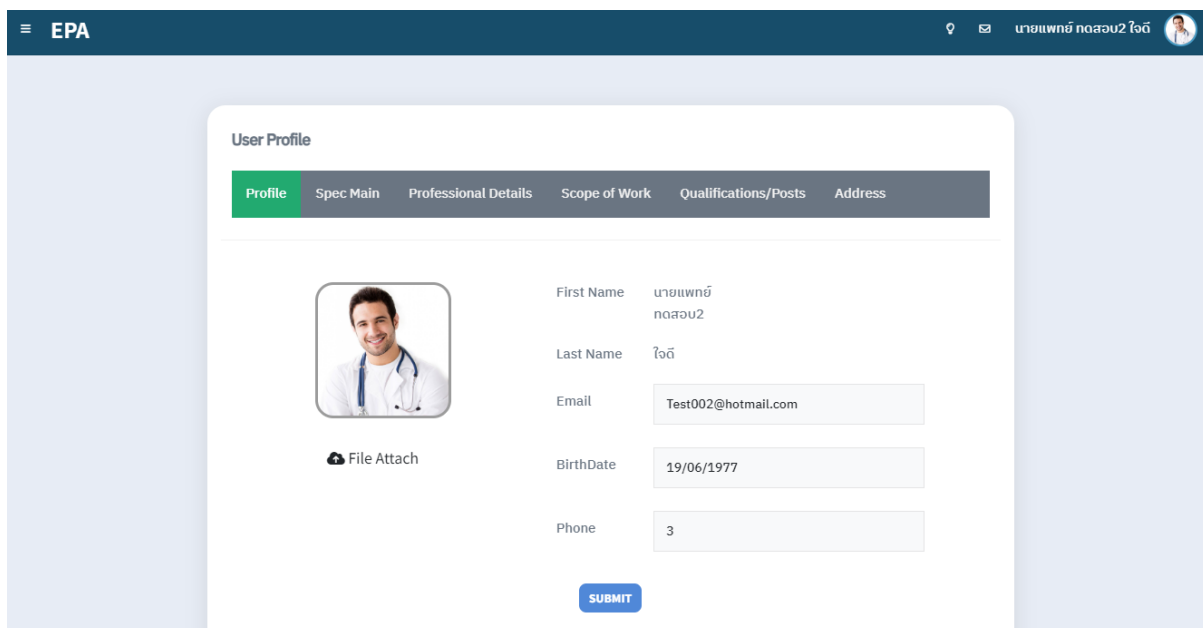 EPA
นายแพทย์ ทดสอบ2 ใจดี
User Profile
Profile Spec Main Professional Details Scope of Work Qualifications/Posts Address
First Name นายแพทย์
ทดสอบ2
Last Name ใจดี
Email Test002@hotmail.com
File Attach
BirthDate 19/06/1977
Phone 3
SUBMIT